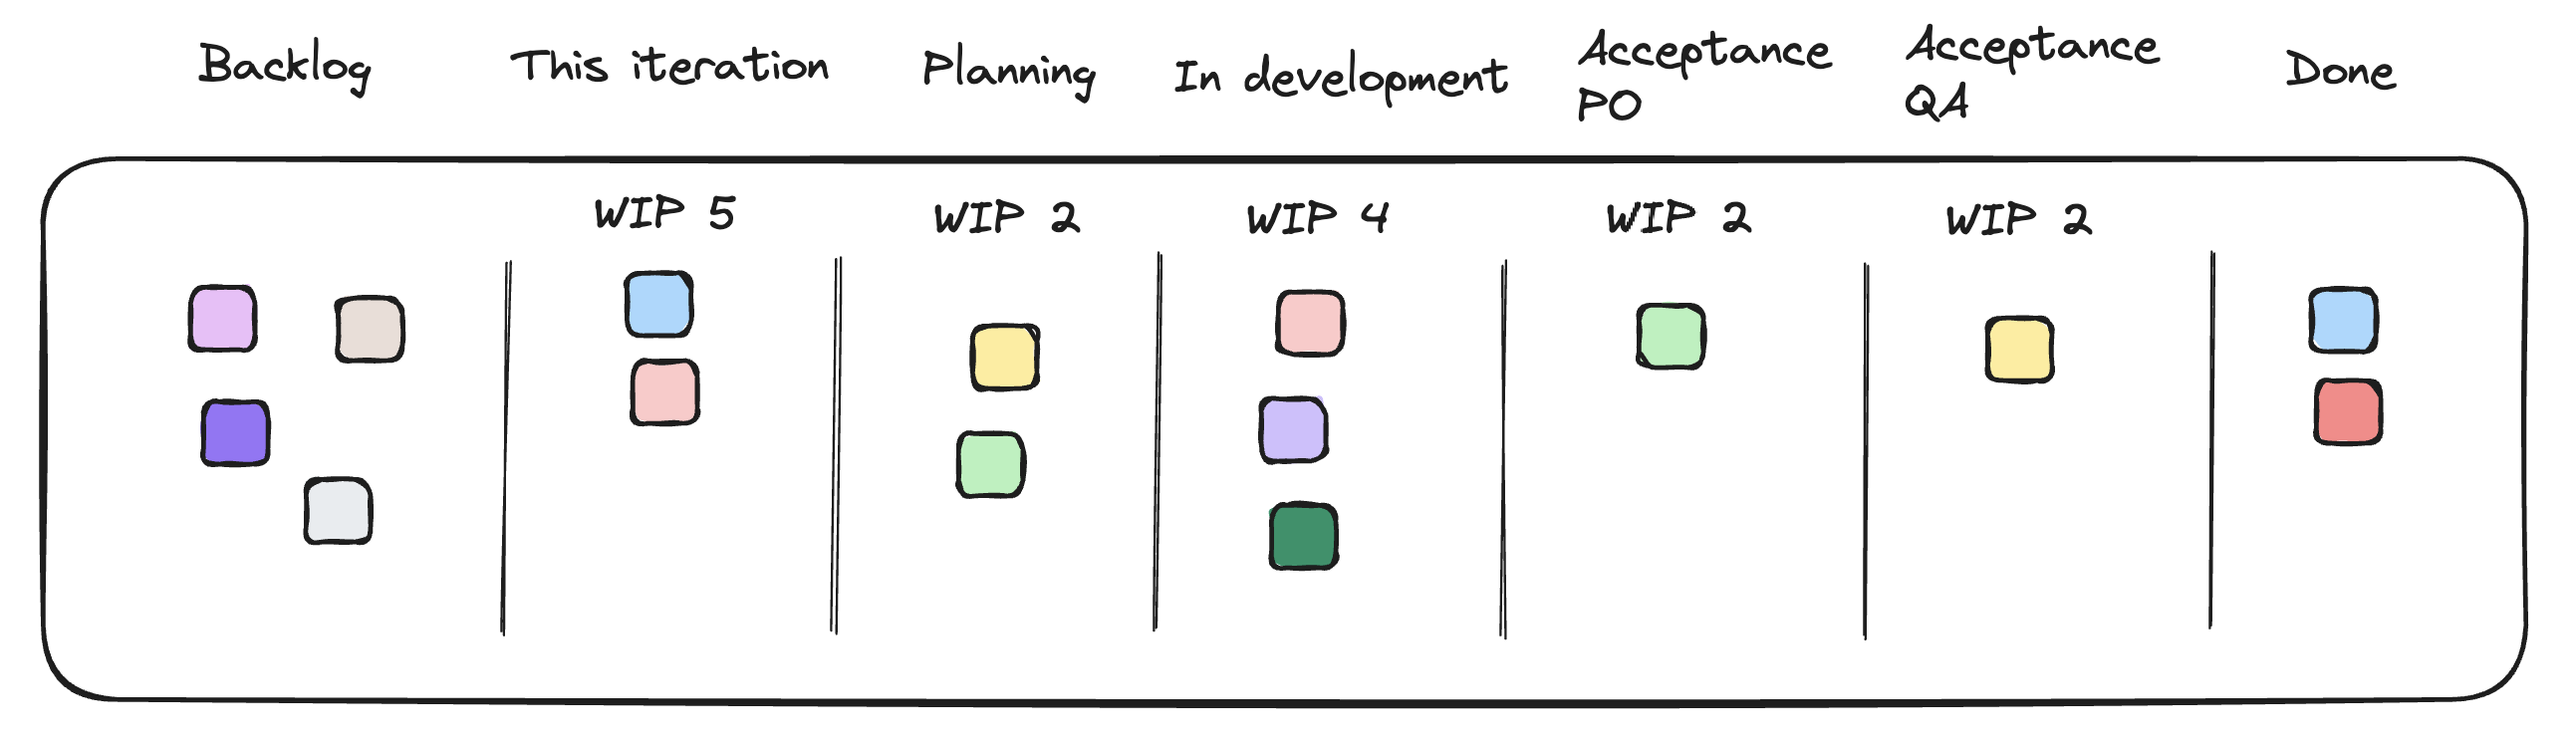 Backlog
This iteration
Planning
In development
Acceptance
PO
Acceptance
QA
Done
WIP 5
WIP 2
WIP 4
WIP 2
WIP 2